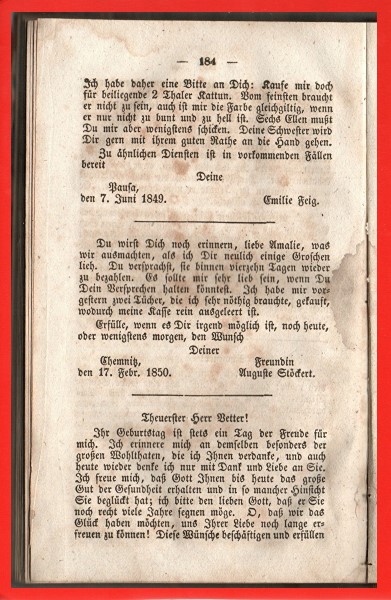 — 184 —
Ich habe daher eine Bitte an Dich: Kaufe mir doch
für beiliegende 2 Thaler Kattun. Vom feinsten braucht
er nicht zu sein, auch ist mir die Farbe gleichgiltig, wenn
er nur nicht zu bunt und zu hell ist. Sechs Ellen mußt
Du mir aber wenigstens schicken. Deine Schwester wird
Dir gern mit ihrem guten Rathe an die Hand gehen.
Zu ähnlichen Diensten ist in vorkommenden Fällen
bereit
Deine
Pausa,
den 7. Juni 1849. Emilie Feig.
Du wirst Dich noch erinnern, liebe Amalie, was
wir ausmachten, als ich Dir neulich einige Groschen
lieh. Du versprachst, sie binnen vierzehn Tagen wieder
zu bezahlen. Es sollte mir sehr lieb sein, wenn Du
Dein Versprechen halten könntest. Ich habe mir vor-
gestern zwei Tücher, die ich sehr nöthig brauchte, gekauft,
wodurch meine Kasse rein ausgeleert ist.
Erfülle, wenn es Dir irgend möglich ist, noch heute,
oder wenigstens morgen, den Wunsch
Deiner
Chemnitz, Freundin
den 17. Febr. 1850. Auguste Stöckert.
Theuerster Herr Vetter!
Ihr Geburtstag ist stets ein Tag der Freude für
mich. Ich erinnere mich an demselben besonders der
großen Wohlthaten, die ich Ihnen verdanke, und auch
heute wieder denke ich nur mit Dank und Liebe an Sie.
Ich freue mich, daß Gott Ihnen bis heute das große
Gut der Gesundheit erhalten und in so mancher Hinsicht
Sie beglückt hat; ich bitte den lieben Gott, daß er Sie
noch recht viele Jahre segnen möge. O, daß wir das
Glück haben möchten, uns Ihrer Liebe noch lange er-
freuen zu können! Diese Wünsche beschäftigen und erfüllen